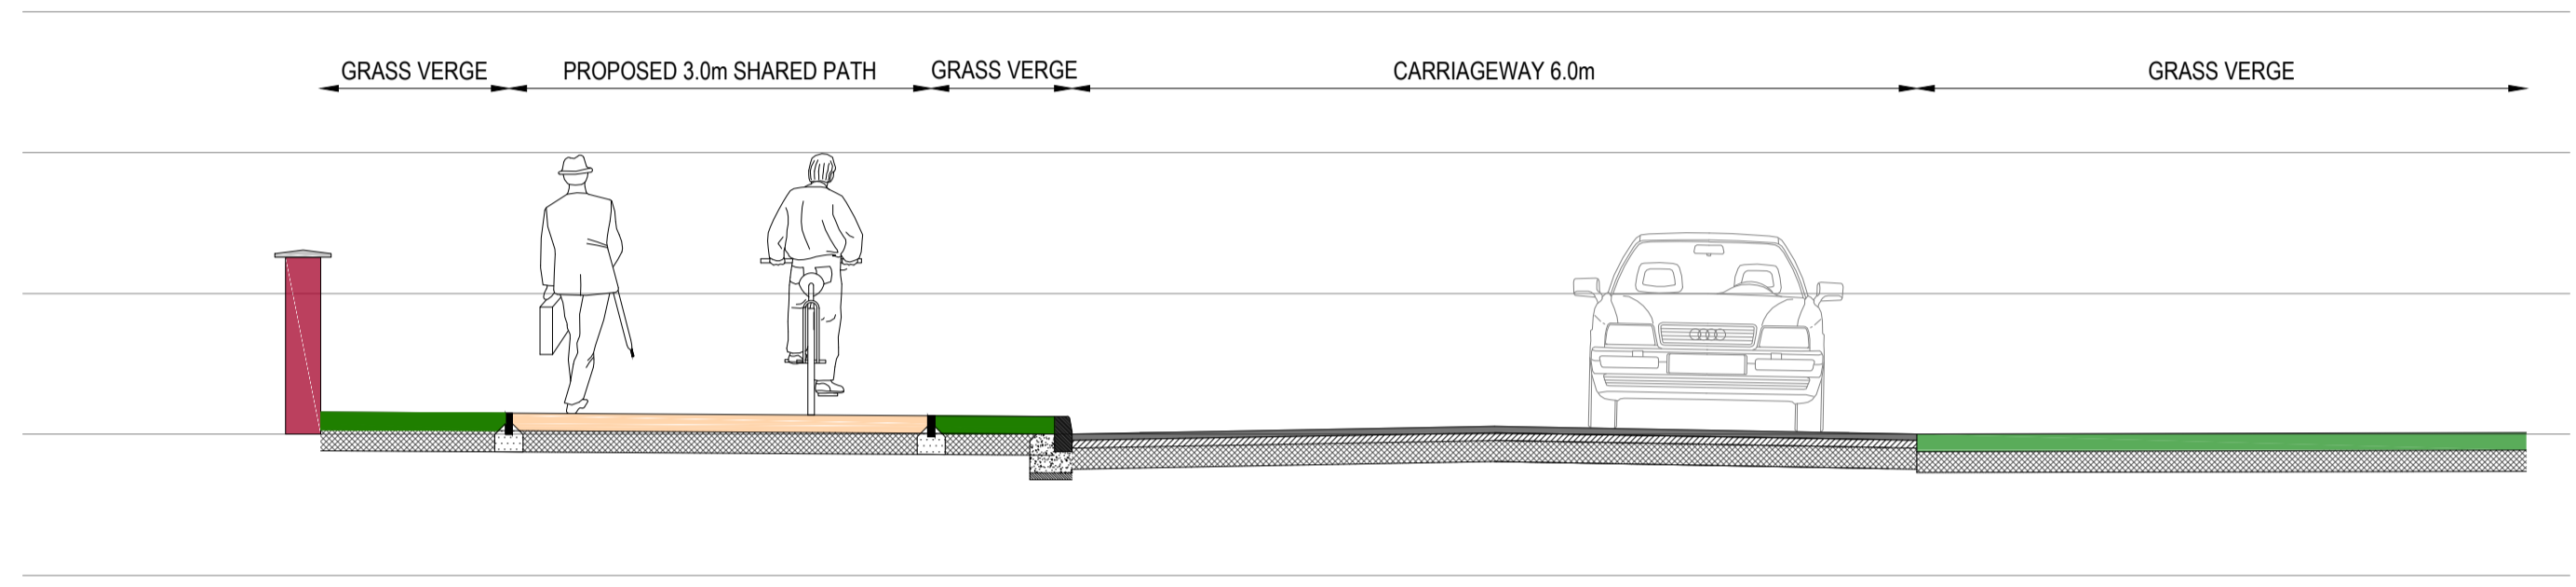 GRASS VERGE
PROPOSED 3.0m SHARED PATH
GRASS VERGE
CARRIAGEWAY 6.0m
GRASS VERGE